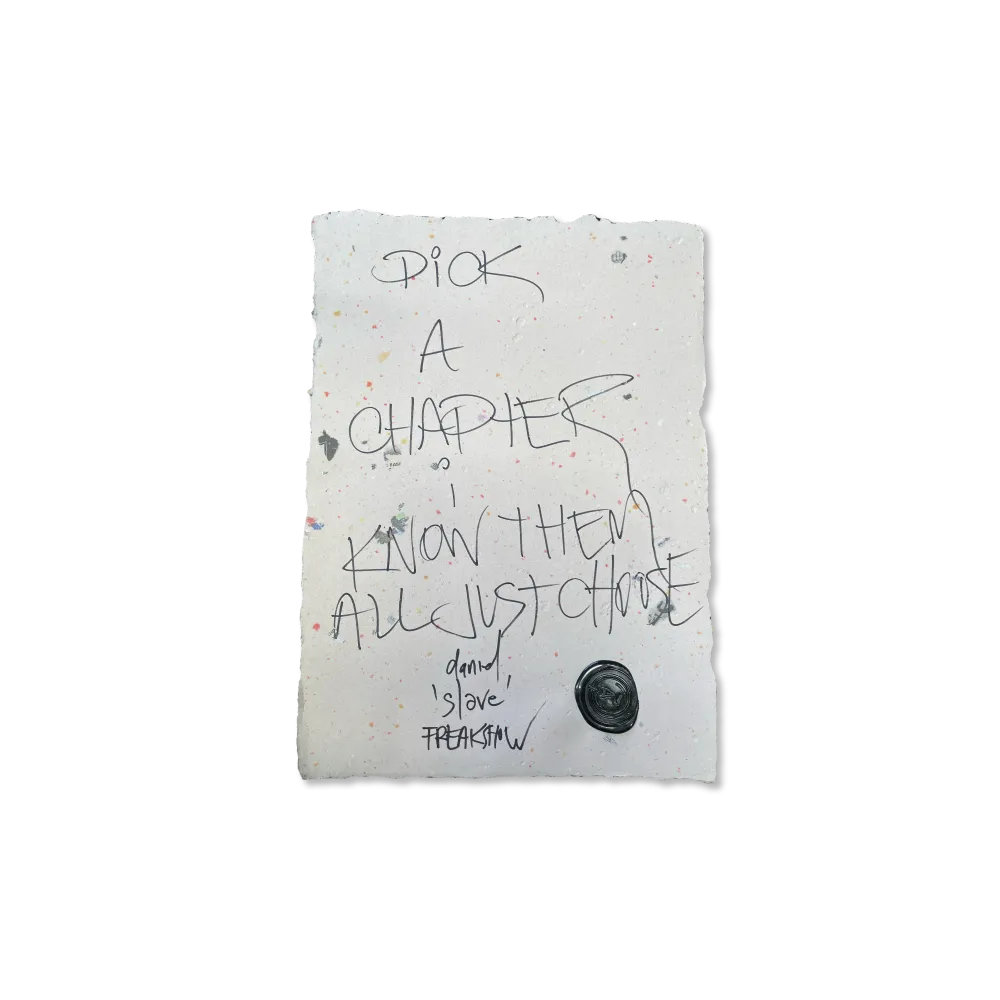 PiCK
A
CHAPTER
i
KNOW THEM
ALL JUST CHOOSE
daniel
'slave'
FREAKSHOW